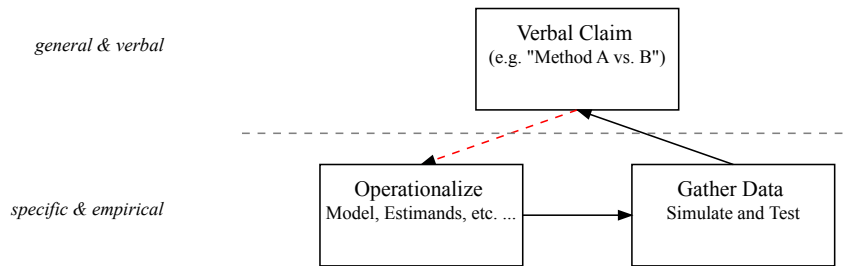 general & verbal
Verbal Claim
(e.g. "Method A vs. B")
specific & empirical
Operationalize
Model, Estimands, etc. ...
Gather Data
Simulate and Test